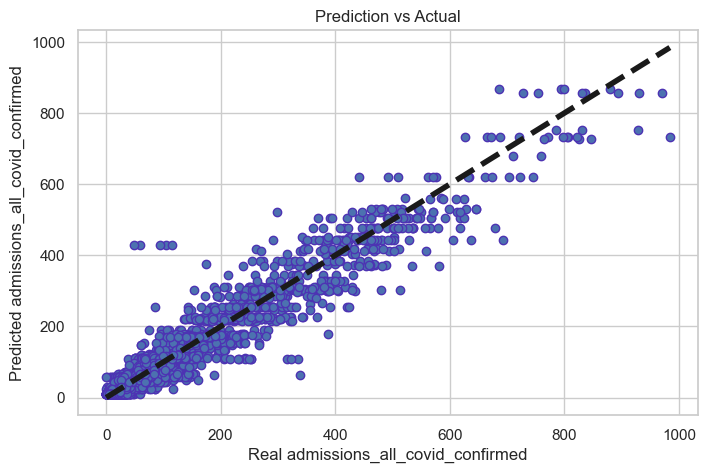 Prediction vs Actual
Predicted admissions_all_covid_confirmed
1000
800
600
400
200
0
0 200 400 600 800 1000
Real admissions_all_covid_confirmed